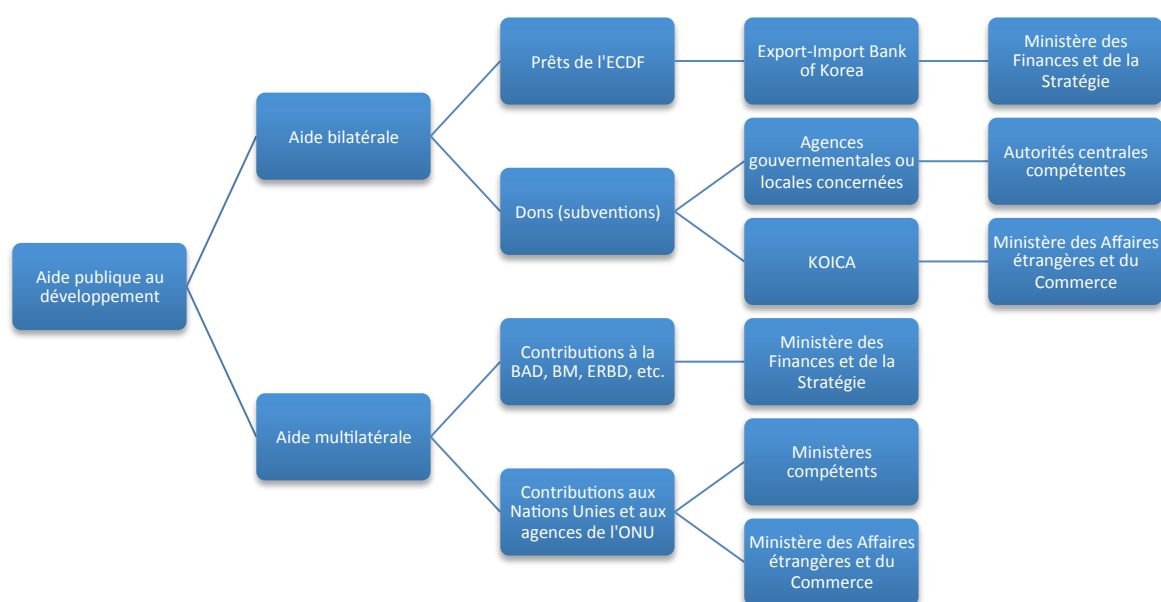 Prêts de l'ECDF
Export-Import Bank
of Korea
Ministère des
Finances et de la
Stratégie
Aide bilatérale
Dons (subventions)
Agences
gouvernementales ou
locales concernées
Autorités centrales
compétentes
KOICA
Ministère des Affaires
étrangères et du
Commerce
Aide publique au
développement
Aide multilatérale
Contributions à la
BAD, BM, ERBD, etc.
Ministère des
Finances et de la
Stratégie
Contributions aux
Nations Unies et aux
agences de l'ONU
Ministères
compétents
Ministère des Affaires
étrangères et du
Commerce